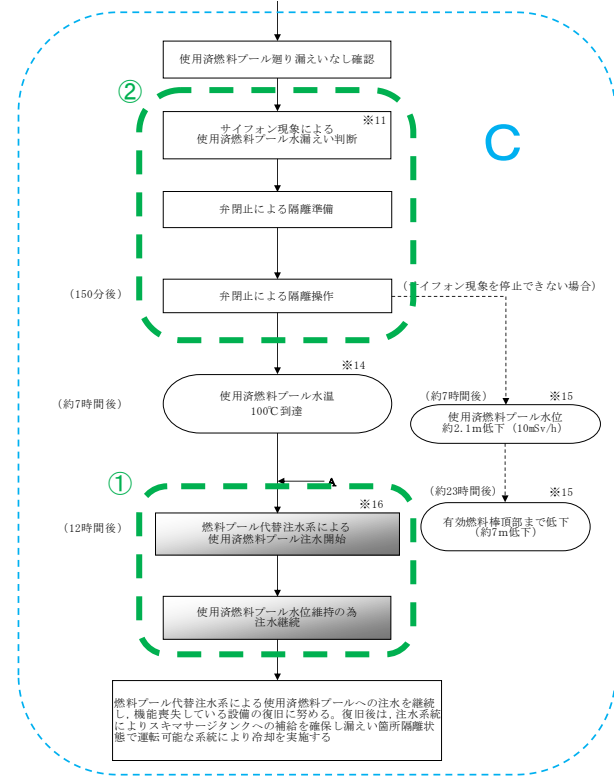 使用済燃料プール廻り漏えいなし確認
②
※11
サイフォン現象による
使用済燃料プール水漏えい判断
C
弁閉止による隔離準備
(150分後)
弁閉止による隔離操作
(サイフォン現象を停止できない場合)
※14
(約7時間後)
使用済燃料プール水温
100℃到達
(約7時間後)
※15
使用済燃料プール水位
約2.1m低下（10mSv/h）
①
A
(約23時間後)
※15
有効燃料棒頂部まで低下
(約7m低下)
※16
(12時間後)
燃料プール代替注水系による
使用済燃料プール注水開始
使用済燃料プール水位維持の為
注水継続
燃料プール代替注水系による使用済燃料プールへの注水を継続
し，機能喪失している設備の復旧に努める。復旧後は，注水系統
によりスキマサージタンクへの補給を確保し漏えい箇所隔離状
態で運転可能な系統により冷却を実施する